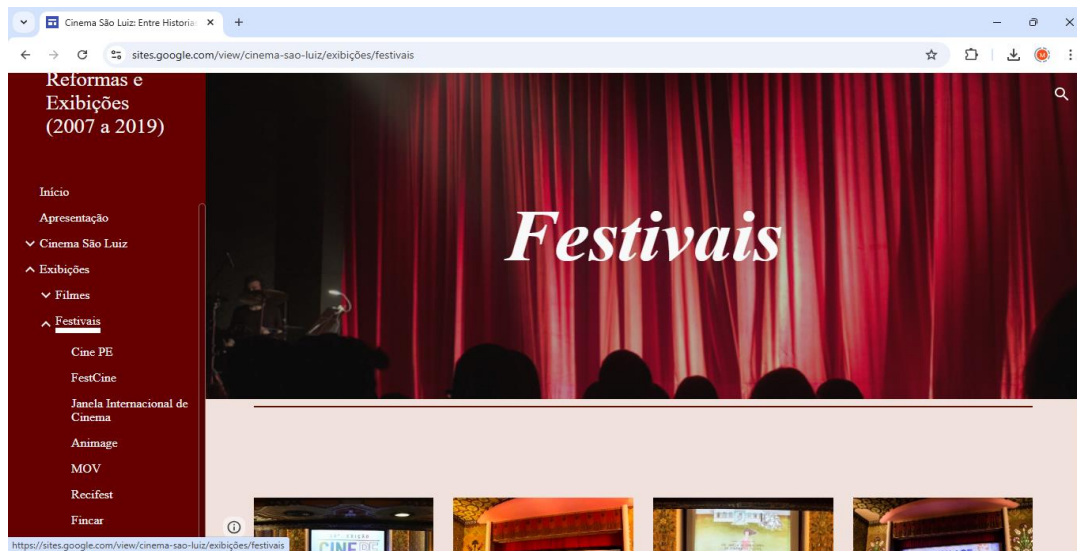 Cinema São Luiz: Entre Historia
sites.google.com/view/cinema-sao-luiz/exibições/festivais
Reformas e
Exibições
(2007 a 2019)
Início
Apresentação
Cinema São Luiz
Exibições
Filmes
Festivais
Cine PE
FestCine
Janela Internacional de
Cinema
Animage
MOV
Recifest
Fincar
Festivais
CINE PE
https://sites.google.com/view/cinema-sao-luiz/exibições/festivais